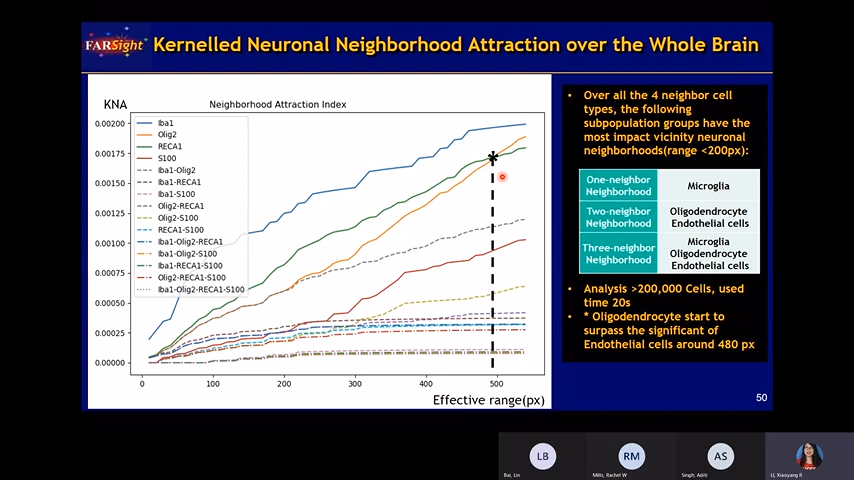 FARSight
Kernelled Neuronal Neighborhood Attraction over the Whole Brain
KNA
Neighborhood Attraction Index
0.00200
0.00175
0.00150
0.00125
0.00100
0.00075
0.00050
0.00025
0.00000
Iba1
Olig2
RECA1
S100
Iba1-Olig2
Iba1-RECA1
Iba1-S100
Olig2-RECA1
Olig2-S100
RECA1-S100
Iba1-Olig2-RECA1
Iba1-Olig2-S100
Iba1-RECA1-S100
Olig2-RECA1-S100
Iba1-Olig2-RECA1-S100
*
0 100 200 300 400 500
Effective range(px)
• Over all the 4 neighbor cell
types, the following
subpopulation groups have the
most impact vicinity neuronal
neighborhoods(range <200px):
One-neighbor
Neighborhood
Microglia
Two-neighbor
Neighborhood
Oligodendrocyte
Endothelial cells
Three-neighbor
Neighborhood
Microglia
Oligodendrocyte
Endothelial cells
• Analysis >200,000 Cells, used
time 20s
• * Oligodendrocyte start to
surpass the significant of
Endothelial cells around 480 px
50
LB
Bai, Lin
RM
Mills, Rachel W
AS
Singh, Aditi
LI, Xiaoyang R